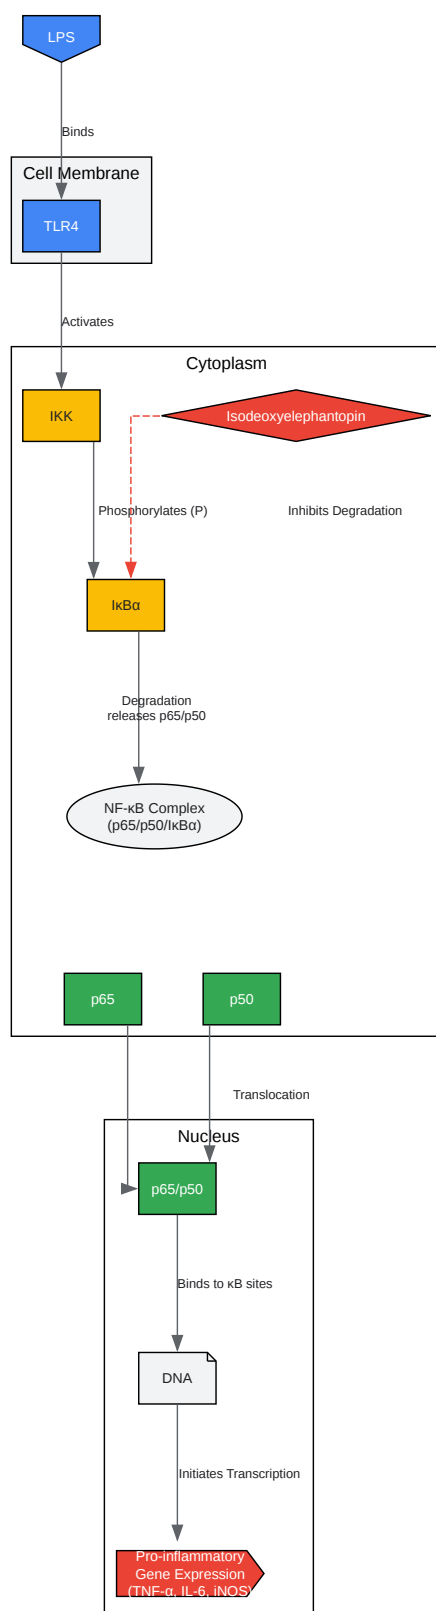 LPS
Binds
Cell Membrane
TLR4
Activates
Cytoplasm
IKK
Isodeoxyelephantopin
Phosphorylates (P)
Inhibits Degradation
IκBα
Degradation
releases p65/p50
NF-κB Complex
(p65/p50/IκBα)
p65
p50
Translocation
Nucleus
p65/p50
Binds to κB sites
DNA
Initiates Transcription
Pro-inflammatory
Gene Expression
(TNF-α, IL-6, iNOS)